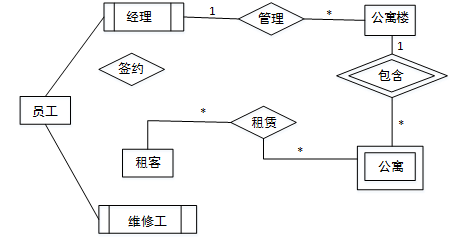 经理
1
管理
*
公寓楼
1
签约
包含
员工
*
租赁
*
租客
*
公寓
维修工